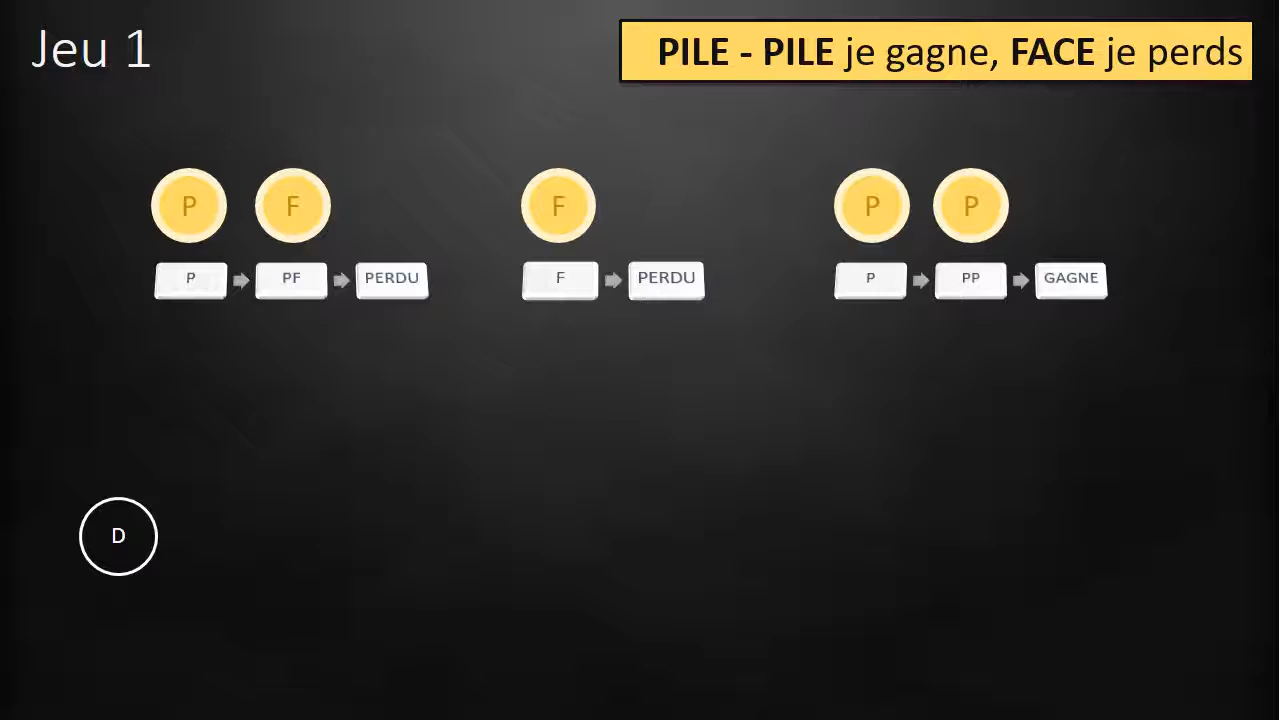 Jeu 1
PILE - PILE je gagne, FACE je perds
P F
F
P P
P PF PERDU
F PERDU
P PP GAGNE
D